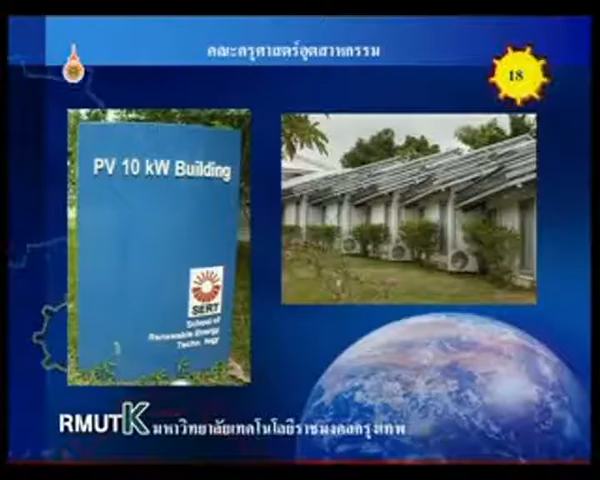 คณะครุศาสตร์อุตสาหกรรม
18
PV 10 kW Building
SERT
School of
Renewable Energy
RMUTK มหาวิทยาลัยเทคโนโลยีราชมงคลกรุงเทพ